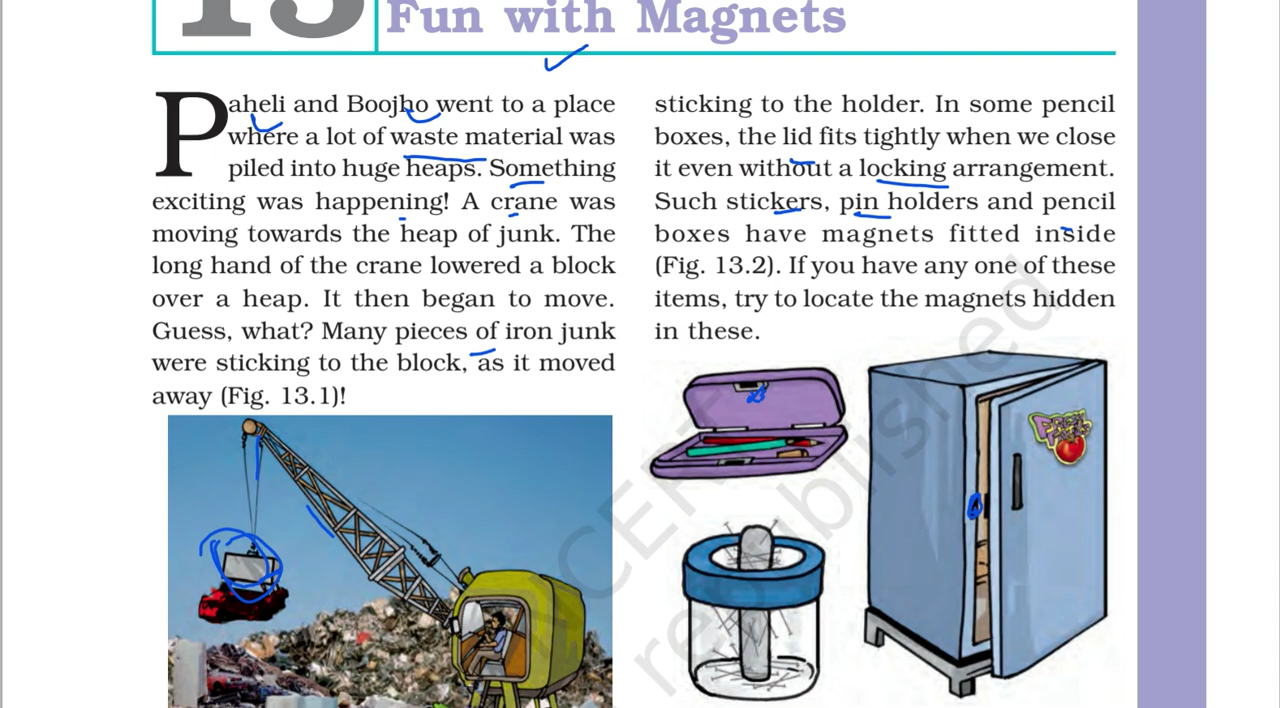 13
Fun with Magnets
Paheli and Boojho went to a place
where a lot of waste material was
piled into huge heaps. Something
exciting was happening! A crane was
moving towards the heap of junk. The
long hand of the crane lowered a block
over a heap. It then began to move.
Guess, what? Many pieces of iron junk
were sticking to the block, as it moved
away (Fig. 13.1)!
sticking to the holder. In some pencil
boxes, the lid fits tightly when we close
it even without a locking arrangement.
Such stickers, pin holders and pencil
boxes have magnets fitted inside
(Fig. 13.2). If you have any one of these
items, try to locate the magnets hidden
in these.
republished